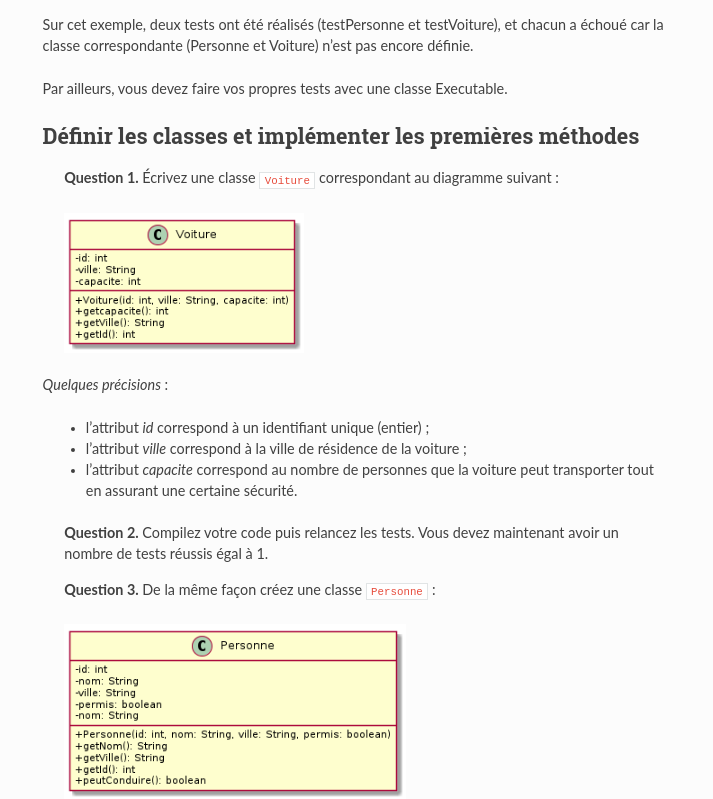 Sur cet exemple, deux tests ont été réalisés (testPersonne et testVoiture), et chacun a échoué car la
classe correspondante (Personne et Voiture) n’est pas encore définie.
Par ailleurs, vous devez faire vos propres tests avec une classe Executable.
Définir les classes et implémenter les premières méthodes
Question 1. Écrivez une classe Voiture correspondant au diagramme suivant :
C Voiture
-id: int
-ville: String
-capacite: int
+Voiture(id: int, ville: String, capacite: int)
+getcapacite(): int
+getVille(): String
+getId(): int
Quelques précisions :
• l’attribut id correspond à un identifiant unique (entier) ;
• l’attribut ville correspond à la ville de résidence de la voiture ;
• l’attribut capacite correspond au nombre de personnes que la voiture peut transporter tout
en assurant une certaine sécurité.
Question 2. Compilez votre code puis relancez les tests. Vous devez maintenant avoir un
nombre de tests réussis égal à 1.
Question 3. De la même façon créez une classe Personne :
C Personne
-id: int
-nom: String
-ville: String
-permis: boolean
-nom: String
+Personne(id: int, nom: String, ville: String, permis: boolean)
+getNom(): String
+getVille(): String
+getId(): int
+peutConduire(): boolean